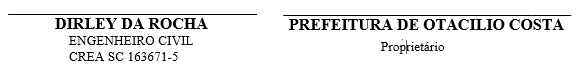 DIRLEY DA ROCHA
ENGENHEIRO CIVIL
CREA SC 163671-5
PREFEITURA DE OTACILIO COSTA
Proprietário